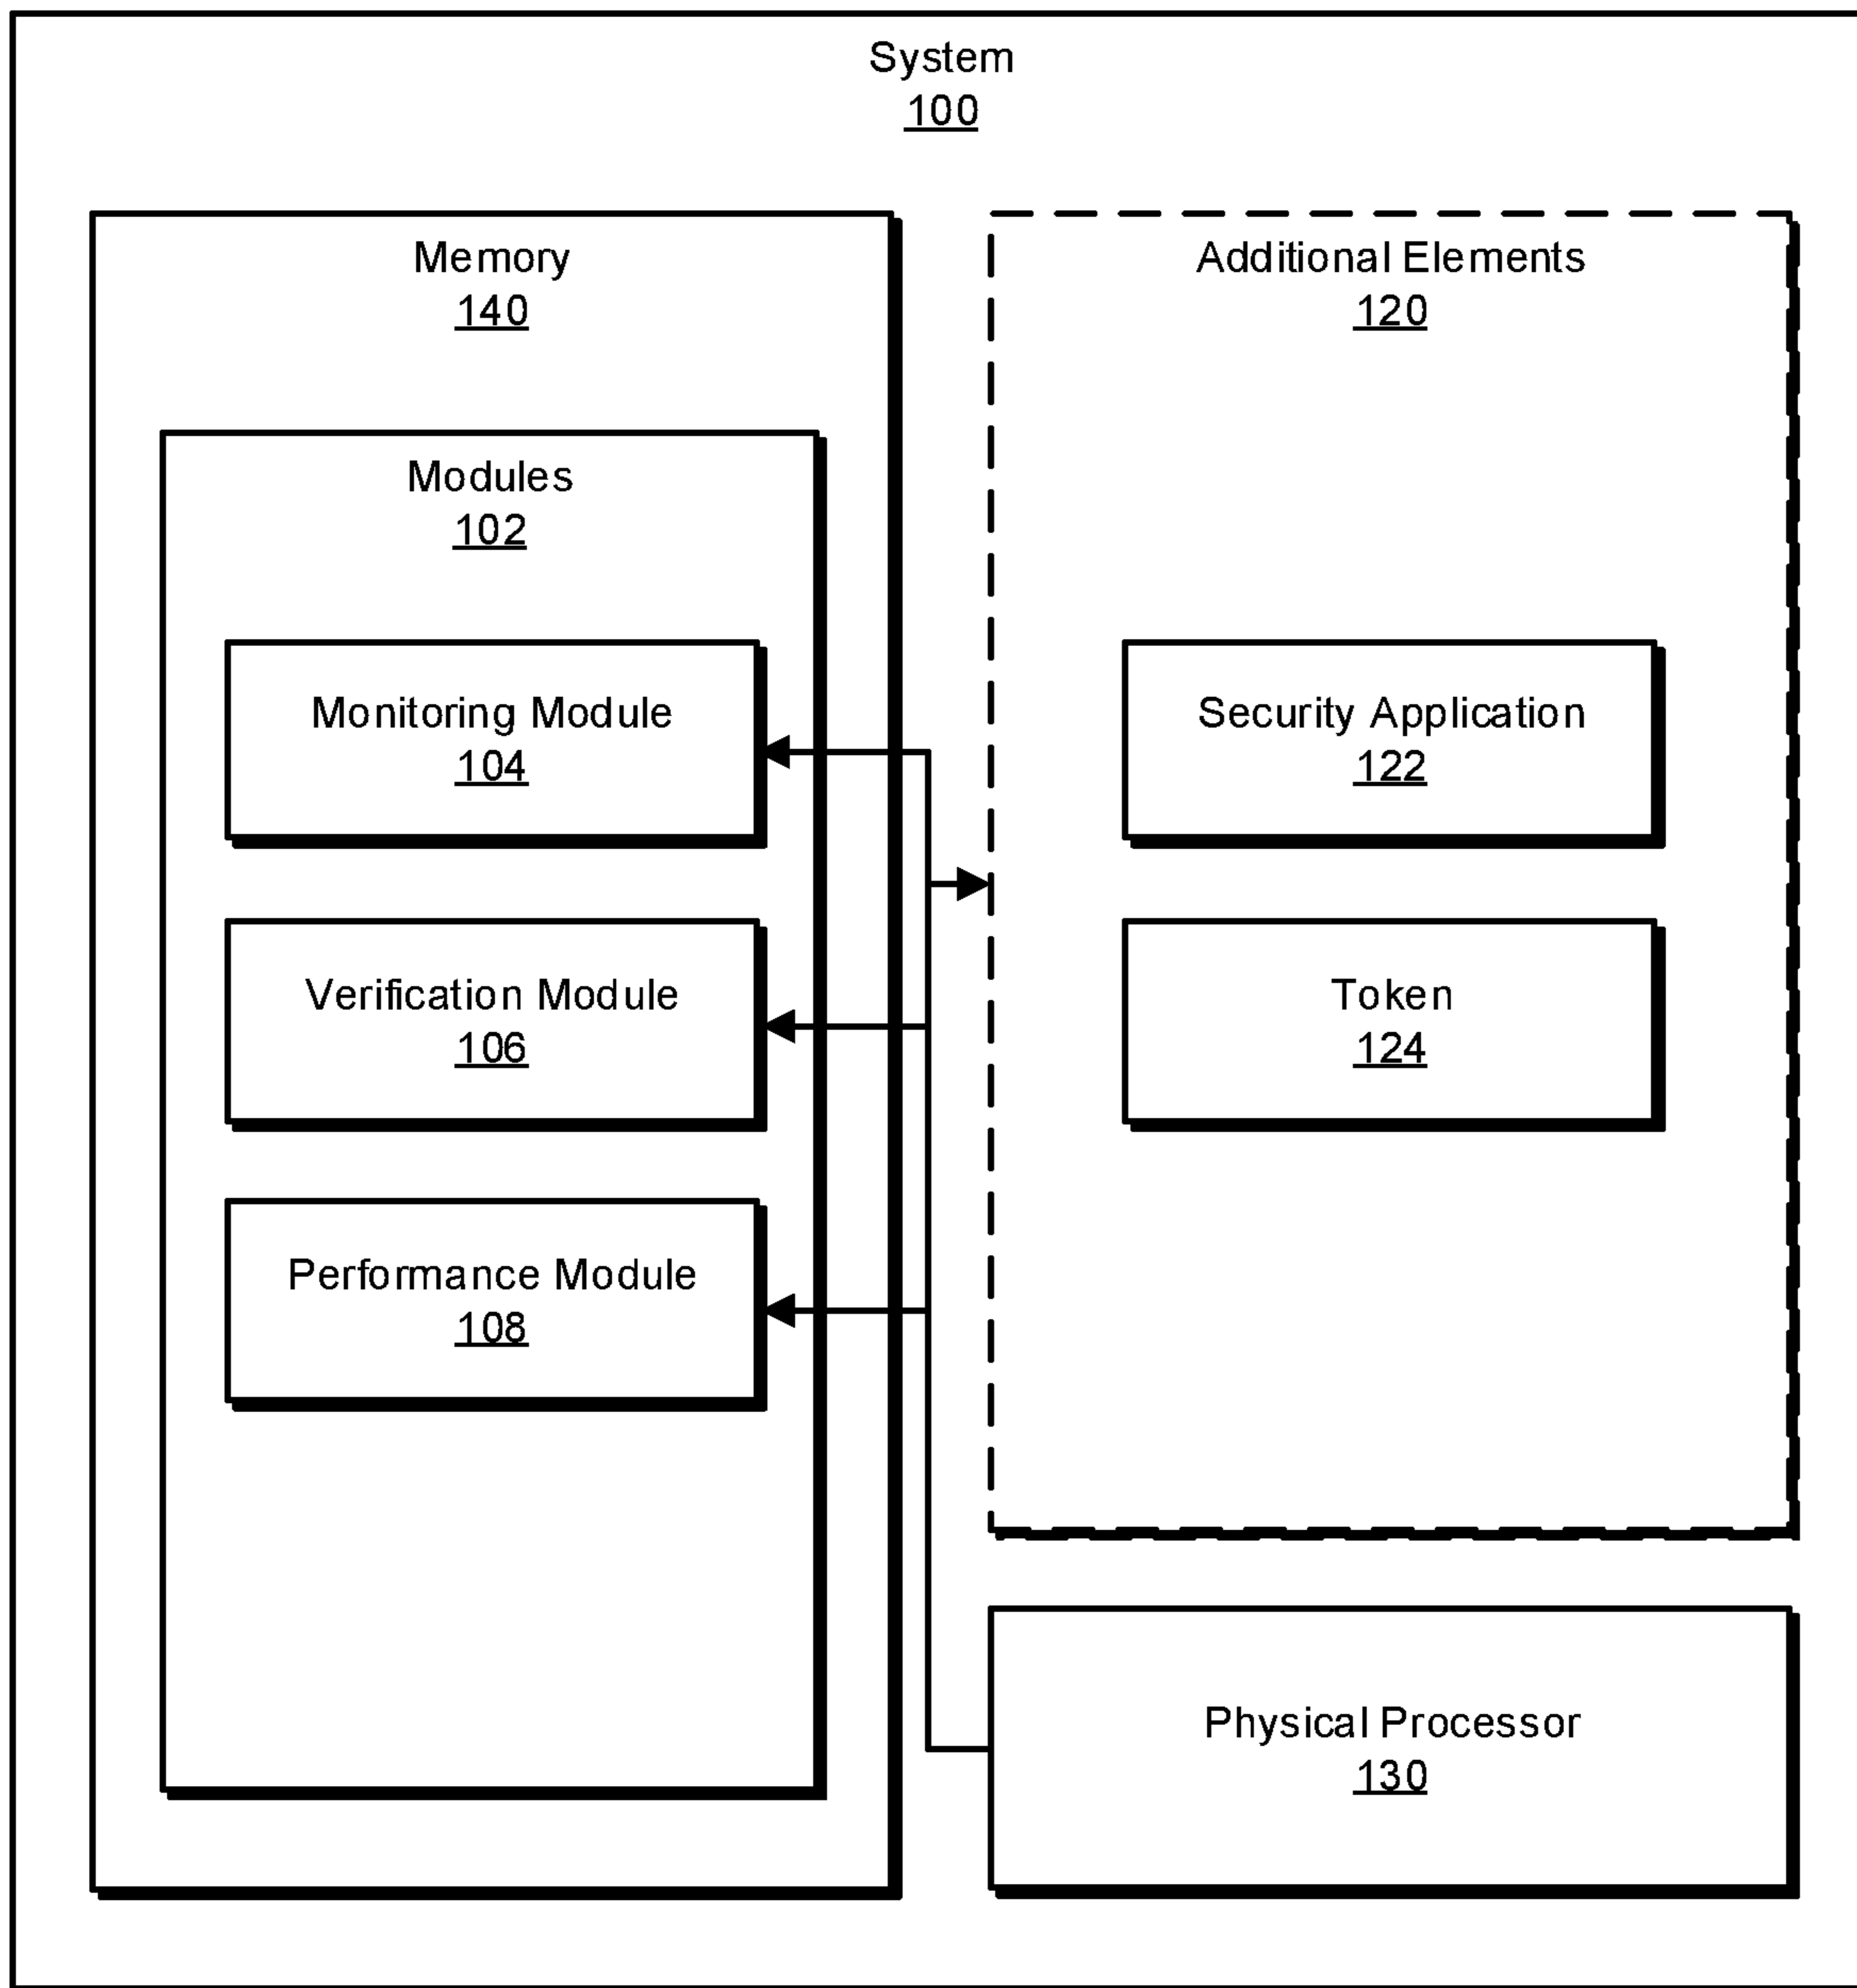 System
100
Memory
140
Modules
102
Monitoring Module
104
Verification Module
106
Performance Module
108
Additional Elements
120
Security Application
122
Token
124
Physical Processor
130